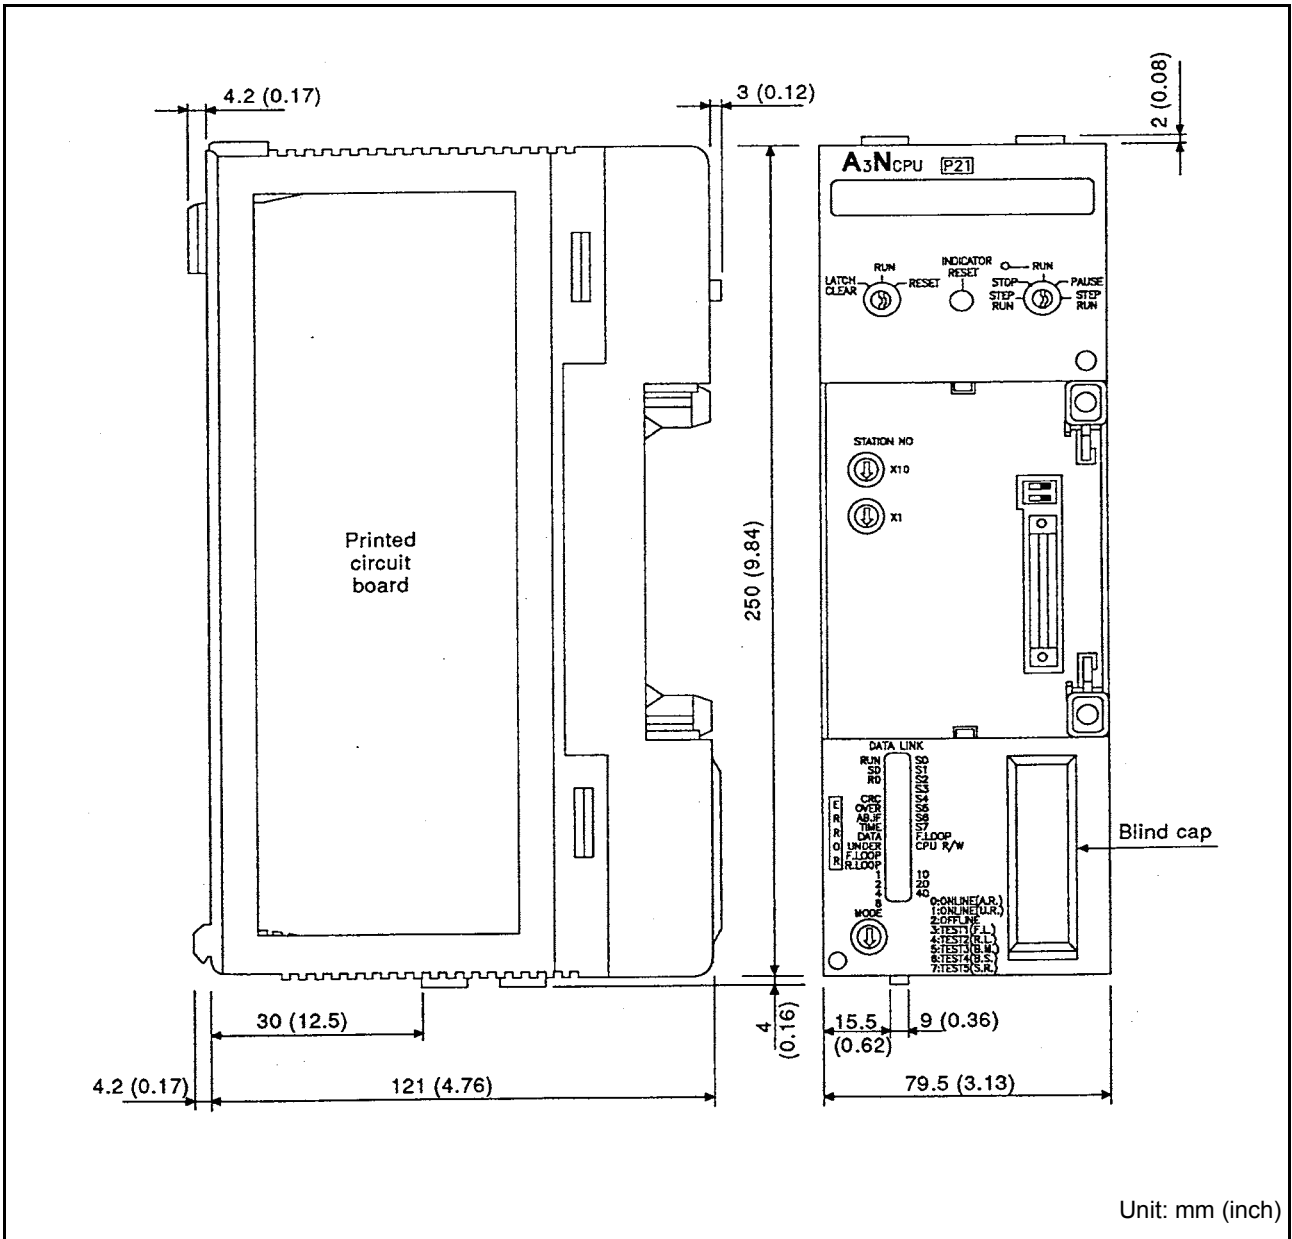 4.2 (0.17)
3 (0.12)
2 (0.08)
A3NCPU P21
LATCH CLEAR
RUN
RESET
INDICATOR RESET
RUN
STOP
PAUSE
STEP RUN
STEP RUN
STATION NO
X10
X1
Printed
circuit
board
250 (9.84)
DATA LINK
RUN S0
SD S1
RD S2
S3
CRC S4
OVER S5
AB.IF S6
TIME S7
DATA F.LOOP
UNDER CPU R/W
F.LOOP
R.LOOP
ERROR
1 10
2 20
4 40
8
MODE
0:ONLINE(A.R.)
1:ONLINE(U.R.)
2:OFFLINE
3:TEST1(F.L.)
4:TEST2(R.L.)
5:TEST3(B.M.)
6:TEST4(B.S.)
7:TEST5(S.R.)
Blind cap
30 (12.5)
4
(0.16)
15.5
(0.62)
9 (0.36)
4.2 (0.17)
121 (4.76)
79.5 (3.13)
Unit: mm (inch)